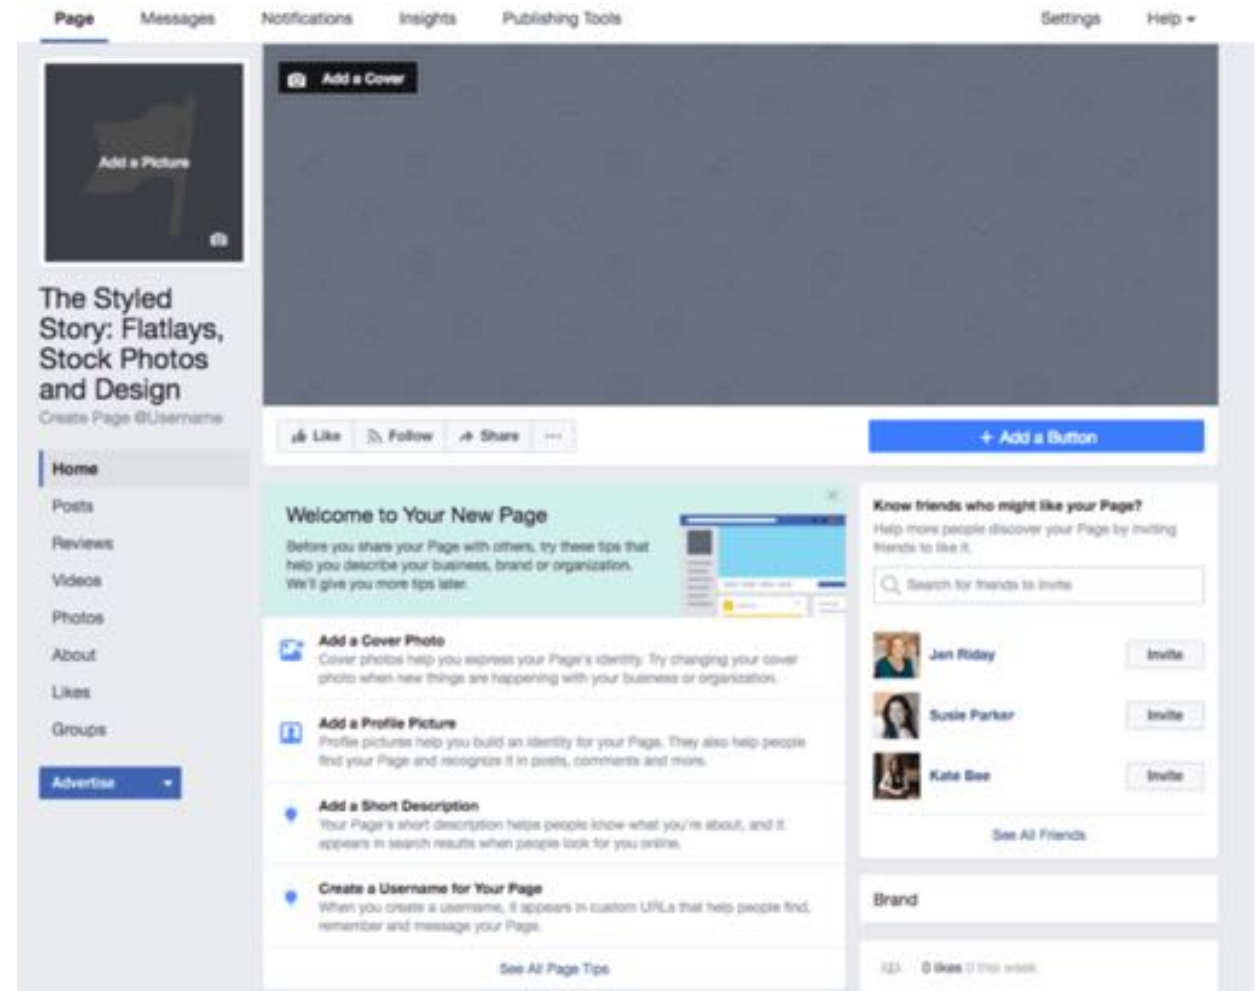 Page
Messages
Notifications
Insights
Publishing Tools
Settings
Help
Add a Picture
The Styled
Story: Flatlays,
Stock Photos
and Design
Create Page @Username
Home
Posts
Reviews
Videos
Photos
About
Likes
Groups
Advertise
Add a Cover
Like
Follow
Share
+ Add a Button
Welcome to Your New Page
Before you share your Page with others, try these tips that
help you describe your business, brand or organization.
We'll give you more tips later.
Add a Cover Photo
Cover photos help you express your Page's identity. Try changing your cover
photo when new things are happening with your business or organization.
Add a Profile Picture
Profile pictures help you build an identity for your Page. They also help people
find your Page and recognize it in posts, comments and more.
Add a Short Description
Your Page's short description helps people know what you're about, and it
appears in search results when people look for you online.
Create a Username for Your Page
When you create a username, it appears in custom URLs that help people find,
remember and message your Page.
See All Page Tips
Know friends who might like your Page?
Help more people discover your Page by inviting
friends to like it.
Search for friends to invite
Jen Riday
Invite
Susie Parker
Invite
Kate Bee
Invite
See All Friends
Brand
0 likes 0 this week